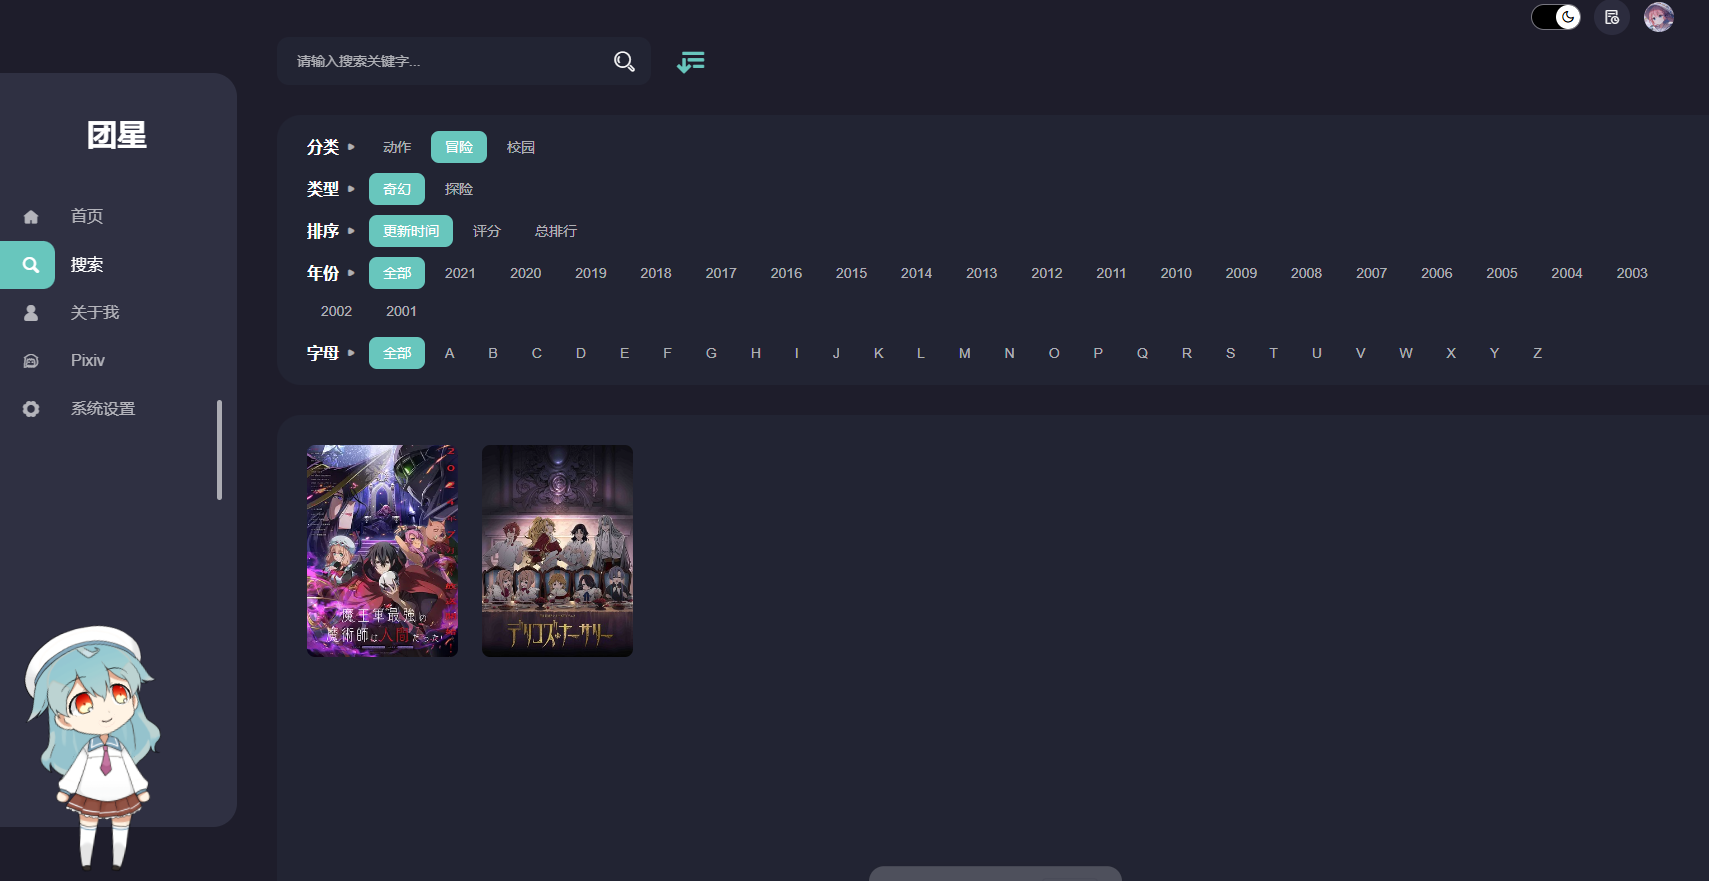 请输入搜索关键字...
团星
首页
搜索
关于我
Pixiv
系统设置
分类 动作 冒险 校园
类型 奇幻 探险
排序 更新时间 评分 总排行
年份 全部 2021 2020 2019 2018 2017 2016 2015 2014 2013 2012 2011 2010 2009 2008 2007 2006 2005 2004 2003
2002 2001
字母 全部 A B C D E F G H I J K L M N O P Q R S T U V W X Y Z
魔王軍最強の
魔術師は人間だった
デリコズ・ナーサリー